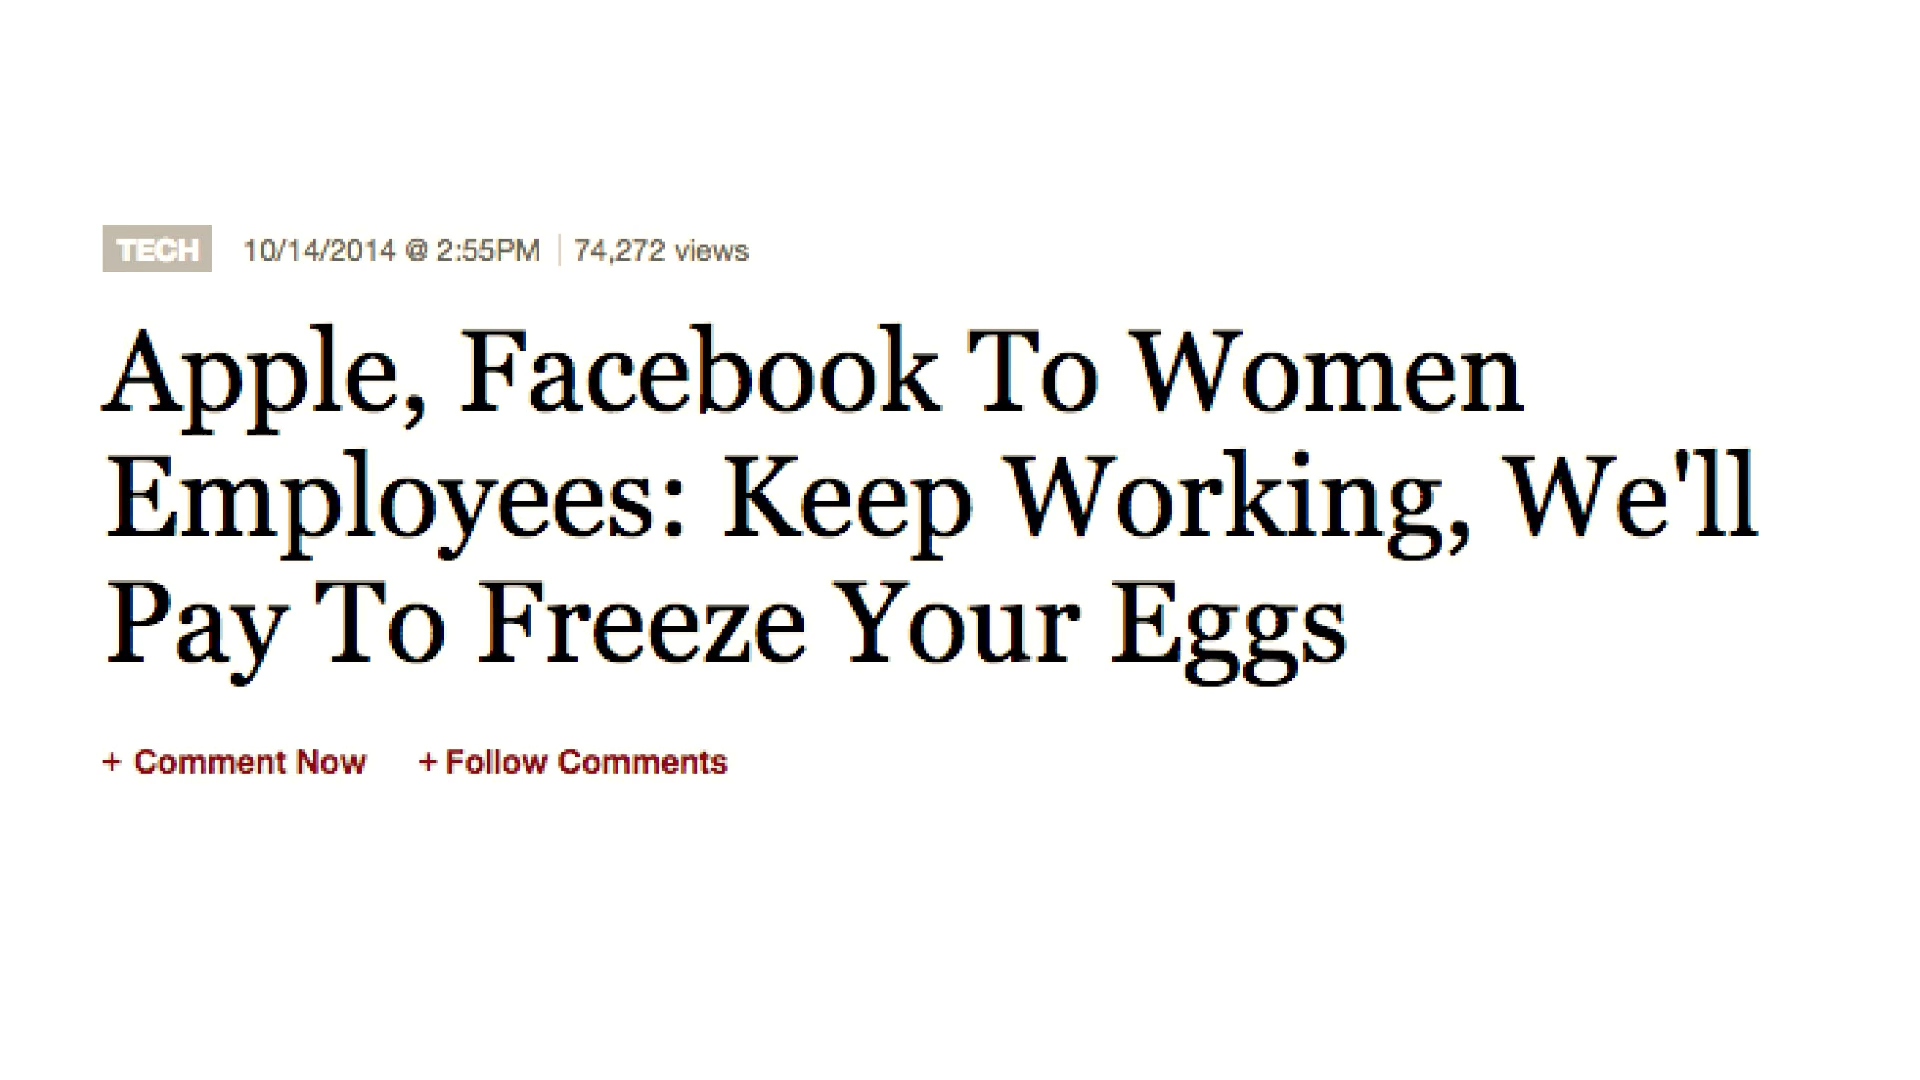 TECH 10/14/2014 @ 2:55PM | 74,272 views
Apple, Facebook To Women
Employees: Keep Working, We'll
Pay To Freeze Your Eggs
+ Comment Now + Follow Comments